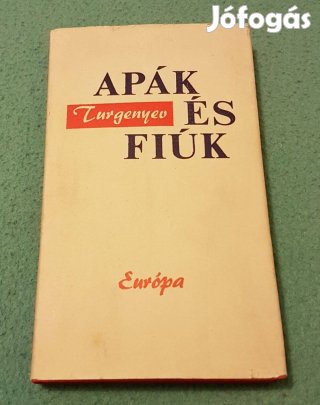 Jófogás
APÁK
Turgenyev ÉS
FIÚK
Európa